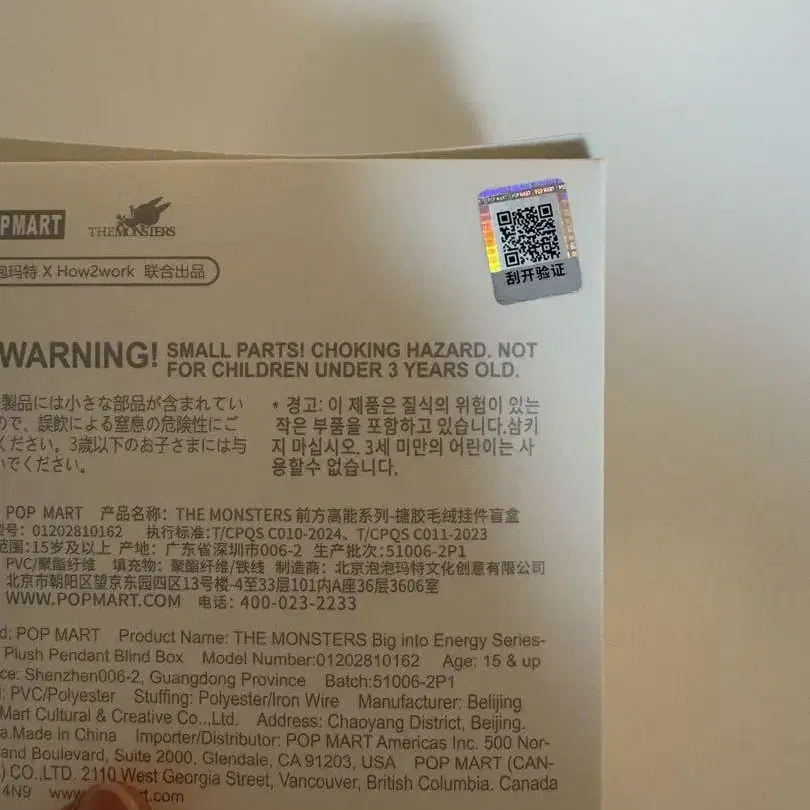 PMART
THE MONSTERS
泡玛特 X How2work 联合出品
刮开验证
WARNING! SMALL PARTS! CHOKING HAZARD. NOT
FOR CHILDREN UNDER 3 YEARS OLD.
製品には小さな部品が含まれてい
ので、誤飲による窒息の危険性にご
ください。3歳以下のお子さまには与
いでください。
* 경고: 이 제품은 질식의 위험이 있는
작은 부품을 포함하고 있습니다.삼키
지 마십시오. 3세 미만의 어린이는 사
용할수 없습니다.
POP MART 产品名称: THE MONSTERS 前方高能系列-搪胶毛绒挂件盲盒
型号: 01202810162 执行标准:T/CPQS C010-2024、T/CPQS C011-2023
范围:15岁及以上 产地: 广东省深圳市006-2 生产批次:51006-2P1
PVC/聚酯纤维 填充物: 聚酯纤维/铁线 制造商: 北京泡泡玛特文化创意有限公司
北京市朝阳区望京东园四区13号楼-4至33层101内A座36层3606室
WWW.POPMART.COM 电话: 400-023-2233
d: POP MART Product Name: THE MONSTERS Big into Energy Series-
Plush Pendant Blind Box Model Number:01202810162 Age: 15 & up
ce: Shenzhen006-2, Guangdong Province Batch:51006-2P1
: PVC/Polyester Stuffing: Polyester/Iron Wire Manufacturer: Belijing
Mart Cultural & Creative Co.,.Ltd. Address: Chaoyang District, Beijing.
a.Made in China Importer/Distributor: POP MART Americas Inc. 500 Nor-
and Boulevard, Suite 2000, Glendale, CA 91203, USA POP MART (CAN-
) CO.,LTD. 2110 West Georgia Street, Vancouver, British Columbia. Canada
4N9 www. rt.com